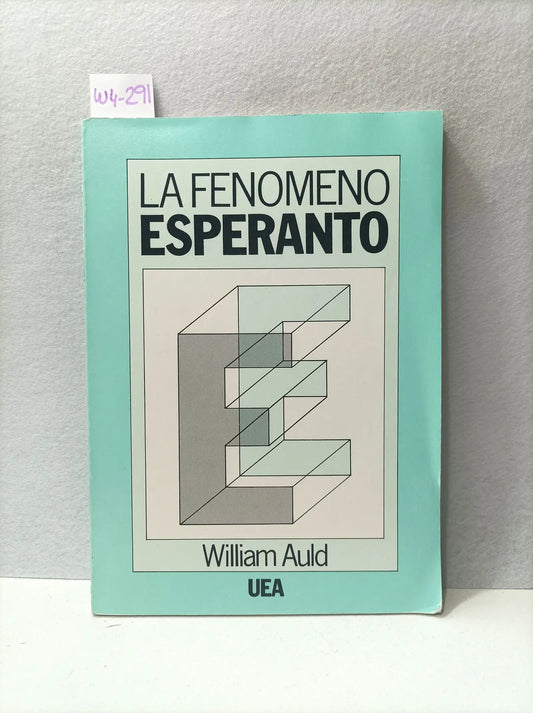 W4-291
LA FENOMENO
ESPERANTO
William Auld
UEA